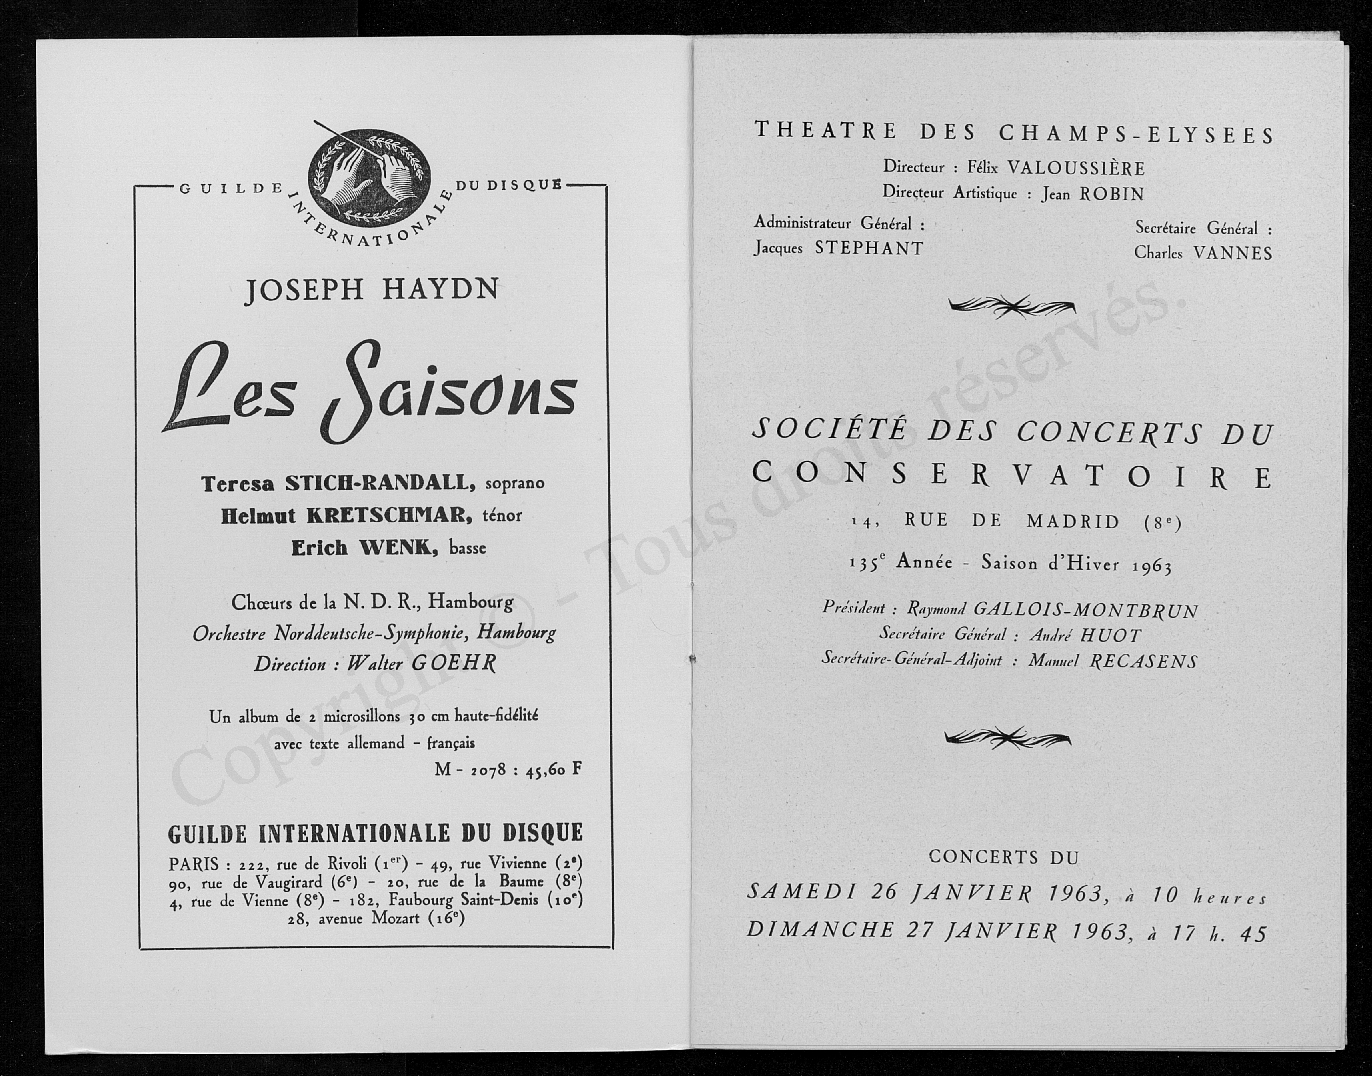 GUILDE INTERNATIONALE DU DISQUE
JOSEPH HAYDN
Les Saisons
Teresa STICH-RANDALL, soprano
Helmut KRETSCHMAR, ténor
Erich WENK, basse
Chœurs de la N. D. R., Hambourg
Orchestre Norddeutsche-Symphonie, Hambourg
Direction : Walter GOEHR
Un album de 2 microsillons 30 cm haute-fidélité
avec texte allemand - français
M - 2078 : 45,60 F
GUILDE INTERNATIONALE DU DISQUE
PARIS : 222, rue de Rivoli (1er) - 49, rue Vivienne (2e)
90, rue de Vaugirard (6e) - 20, rue de la Baume (8e)
4, rue de Vienne (8e) - 182, Faubourg Saint-Denis (10e)
28, avenue Mozart (16e)
THEATRE DES CHAMPS-ELYSEES
Directeur : Félix VALOUSSIÈRE
Directeur Artistique : Jean ROBIN
Administrateur Général :
Jacques STEPHANT
Secrétaire Général :
Charles VANNES
SOCIÉTÉ DES CONCERTS DU
CONSERVATOIRE
14, RUE DE MADRID (8e)
135e Année - Saison d'Hiver 1963
Président : Raymond GALLOIS-MONTBRUN
Secrétaire Général : André HUOT
Secrétaire-Général-Adjoint : Manuel RECASENS
CONCERTS DU
SAMEDI 26 JANVIER 1963, à 10 heures
DIMANCHE 27 JANVIER 1963, à 17 h. 45
Copyright © - Tous droits réservés.